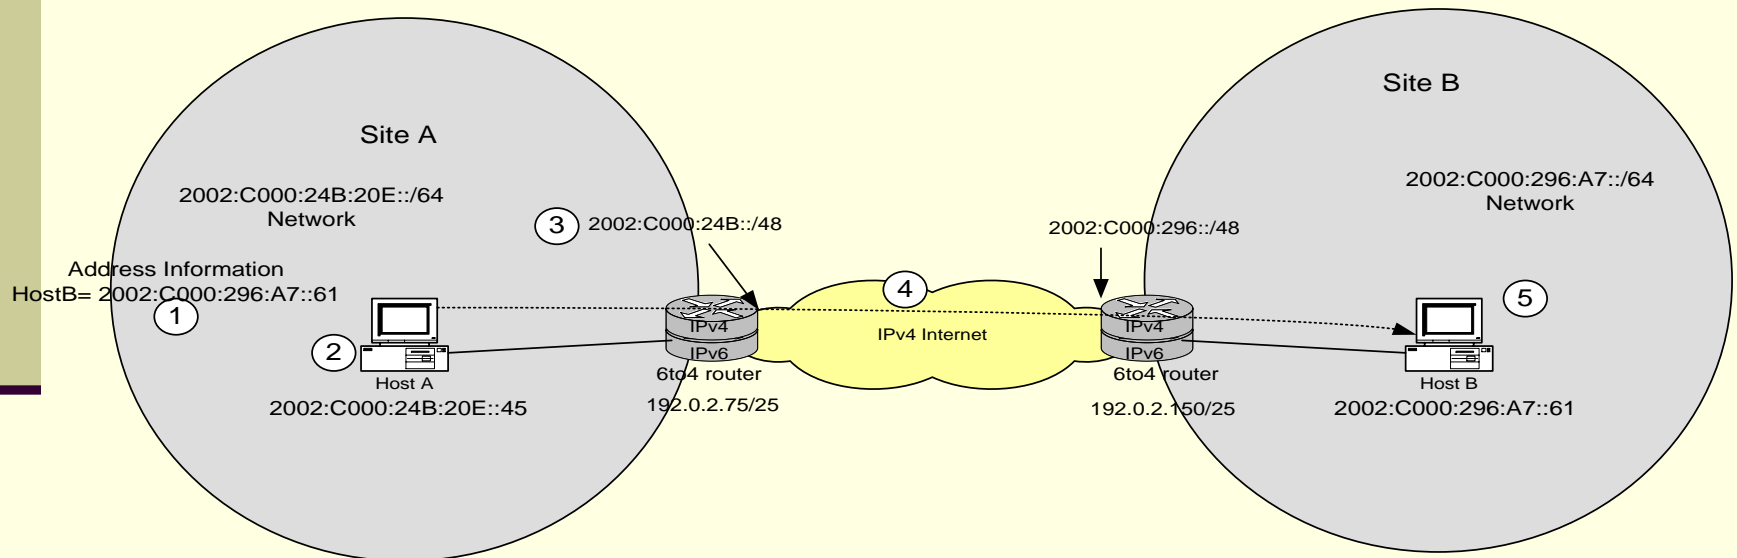 Site A
2002:C000:24B:20E::/64
Network
Address Information
HostB= 2002:C000:296:A7::61
1
2
Host A
2002:C000:24B:20E::45
3
2002:C000:24B::/48
IPv4
IPv6
6to4 router
192.0.2.75/25
4
IPv4 Internet
2002:C000:296::/48
IPv4
IPv6
6to4 router
192.0.2.150/25
Site B
2002:C000:296:A7::/64
Network
5
Host B
2002:C000:296:A7::61